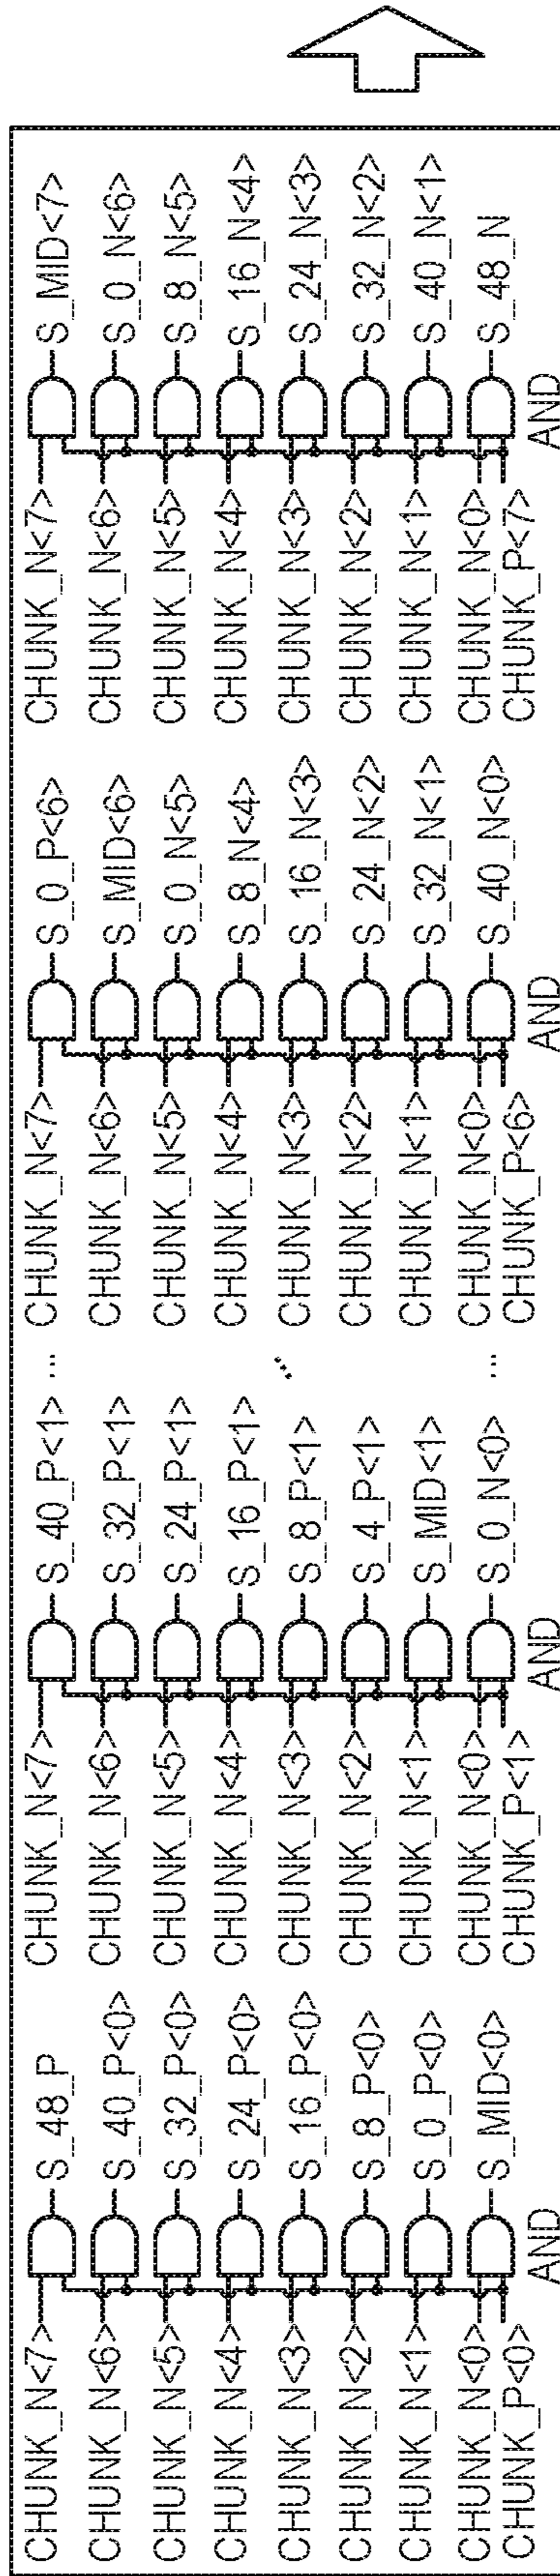 CHUNK_N<7> S_48_P
CHUNK_N<6> S_40_P<0>
CHUNK_N<5> S_32_P<0>
CHUNK_N<4> S_24_P<0>
CHUNK_N<3> S_16_P<0>
CHUNK_N<2> S_8_P<0>
CHUNK_N<1> S_0_P<0>
CHUNK_N<0> S_MID<0>
CHUNK_P<0>
AND
CHUNK_N<7> S_40_P<1>
CHUNK_N<6> S_32_P<1>
CHUNK_N<5> S_24_P<1>
CHUNK_N<4> S_16_P<1>
CHUNK_N<3> S_8_P<1>
CHUNK_N<2> S_4_P<1>
CHUNK_N<1> S_MID<1>
CHUNK_N<0> S_0_N<0>
CHUNK_P<1>
AND
...
...
...
CHUNK_N<7> S_0_P<6>
CHUNK_N<6> S_MID<6>
CHUNK_N<5> S_0_N<5>
CHUNK_N<4> S_8_N<4>
CHUNK_N<3> S_16_N<3>
CHUNK_N<2> S_24_N<2>
CHUNK_N<1> S_32_N<1>
CHUNK_N<0> S_40_N<0>
CHUNK_P<6>
AND
CHUNK_N<7> S_MID<7>
CHUNK_N<6> S_0_N<6>
CHUNK_N<5> S_8_N<5>
CHUNK_N<4> S_16_N<4>
CHUNK_N<3> S_24_N<3>
CHUNK_N<2> S_32_N<2>
CHUNK_N<1> S_40_N<1>
CHUNK_N<0> S_48_N
CHUNK_P<7>
AND